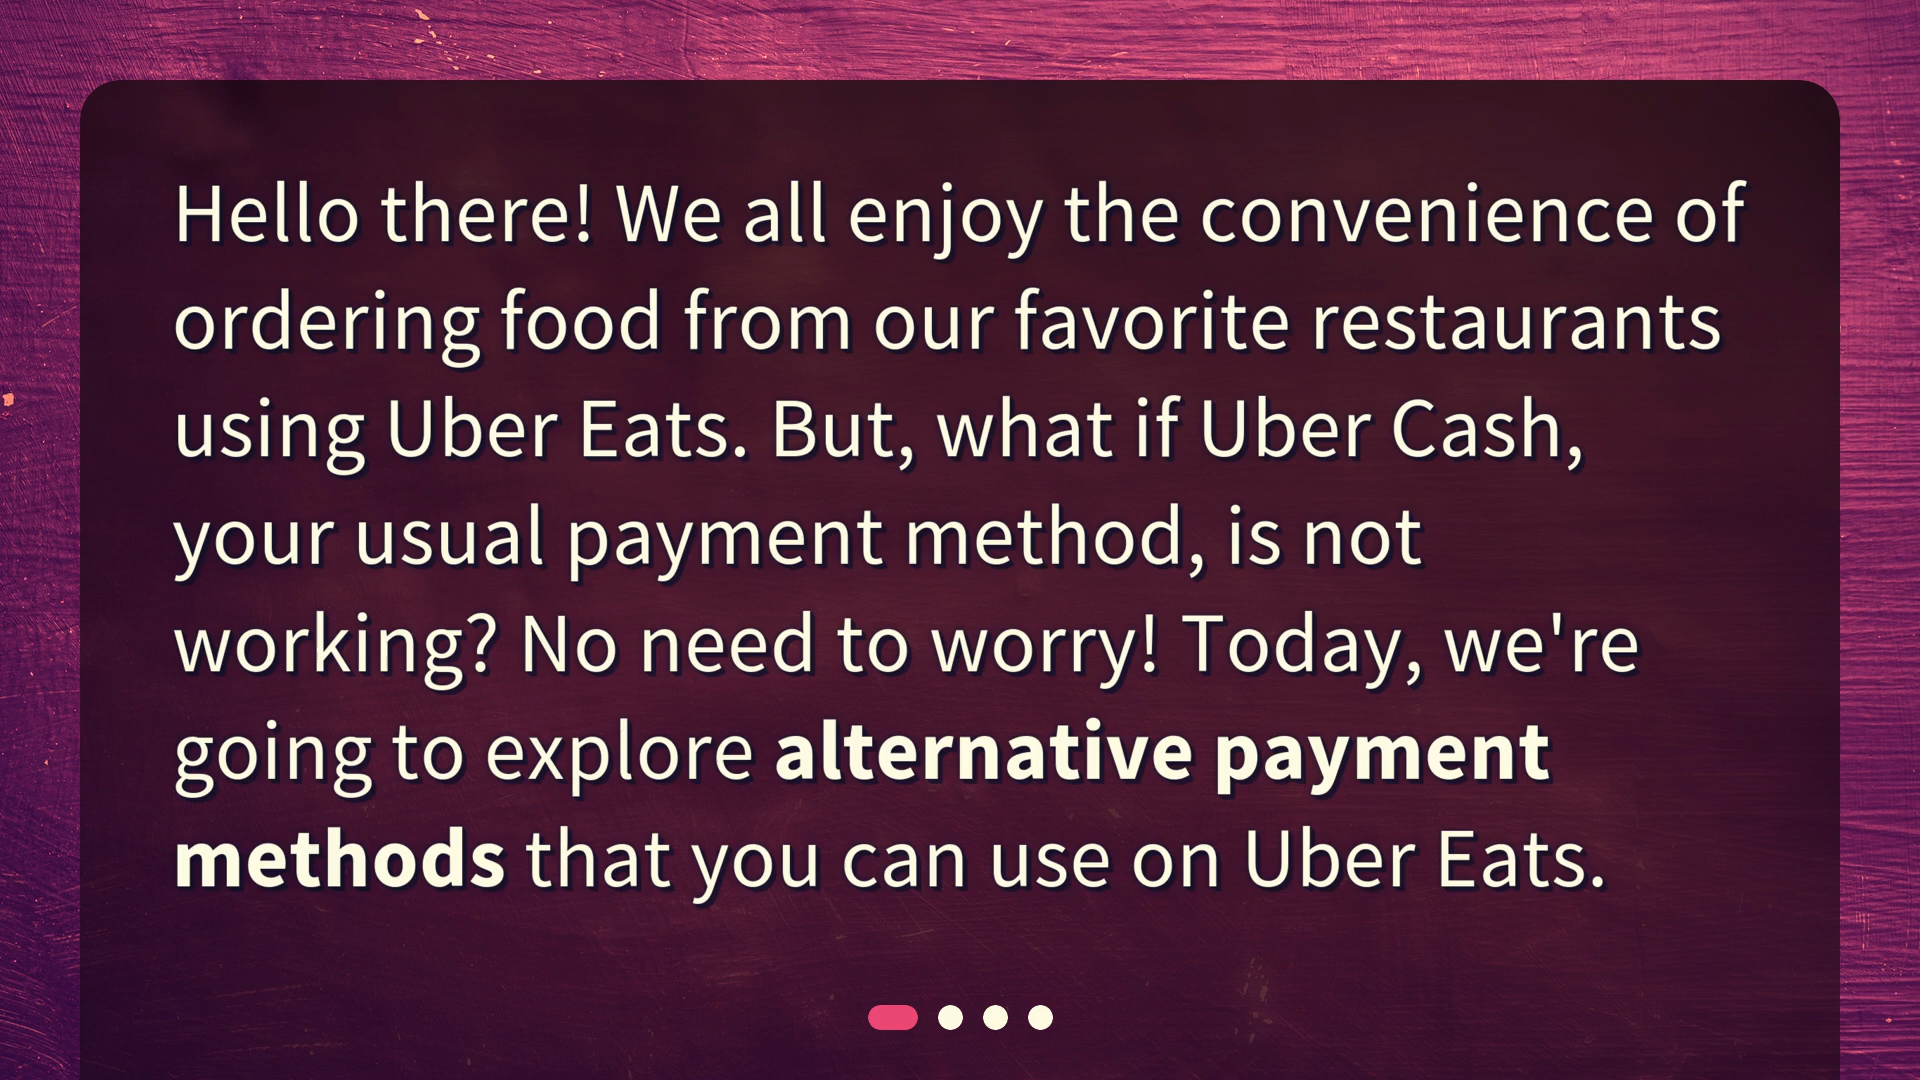 Hello there! We all enjoy the convenience of
ordering food from our favorite restaurants
using Uber Eats. But, what if Uber Cash,
your usual payment method, is not
working? No need to worry! Today, we're
going to explore alternative payment
methods that you can use on Uber Eats.